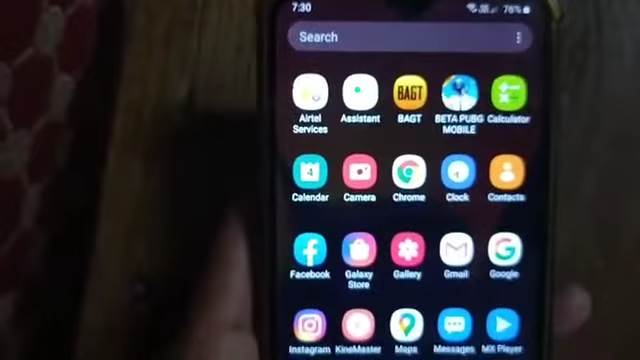 7:30
76%
Search
Airtel Services
Assistant
BAGT
BAGT
BETA PUBG MOBILE
Calculator
4
Calendar
Camera
Chrome
Clock
Contacts
Facebook
Galaxy Store
Gallery
Gmail
Google
Instagram
KineMaster
Maps
Messages
MX Player